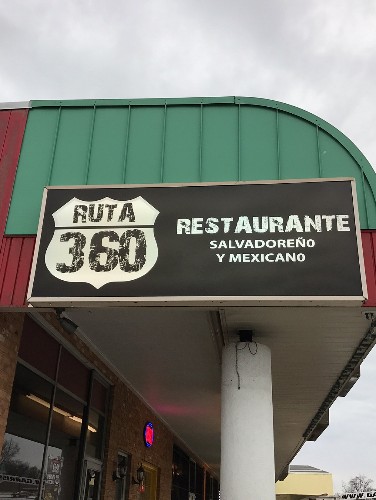 RUTA
360
RESTAURANTE
SALVADOREÑO
Y MEXICANO